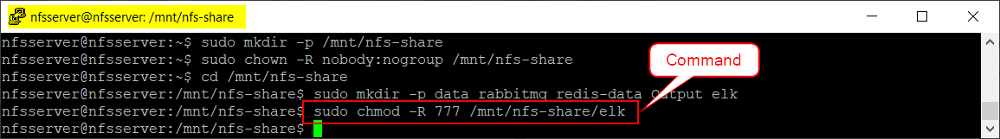 nfsserver@nfsserver: /mnt/nfs-share
nfsserver@nfsserver:~$ sudo mkdir -p /mnt/nfs-share
nfsserver@nfsserver:~$ sudo chown -R nobody:nogroup /mnt/nfs-share
nfsserver@nfsserver:~$ cd /mnt/nfs-share
Command
nfsserver@nfsserver:/mnt/nfs-share$ sudo mkdir -p data rabbitmq redis-data Output elk
nfsserver@nfsserver:/mnt/nfs-share$ sudo chmod -R 777 /mnt/nfs-share/elk
nfsserver@nfsserver:/mnt/nfs-share$